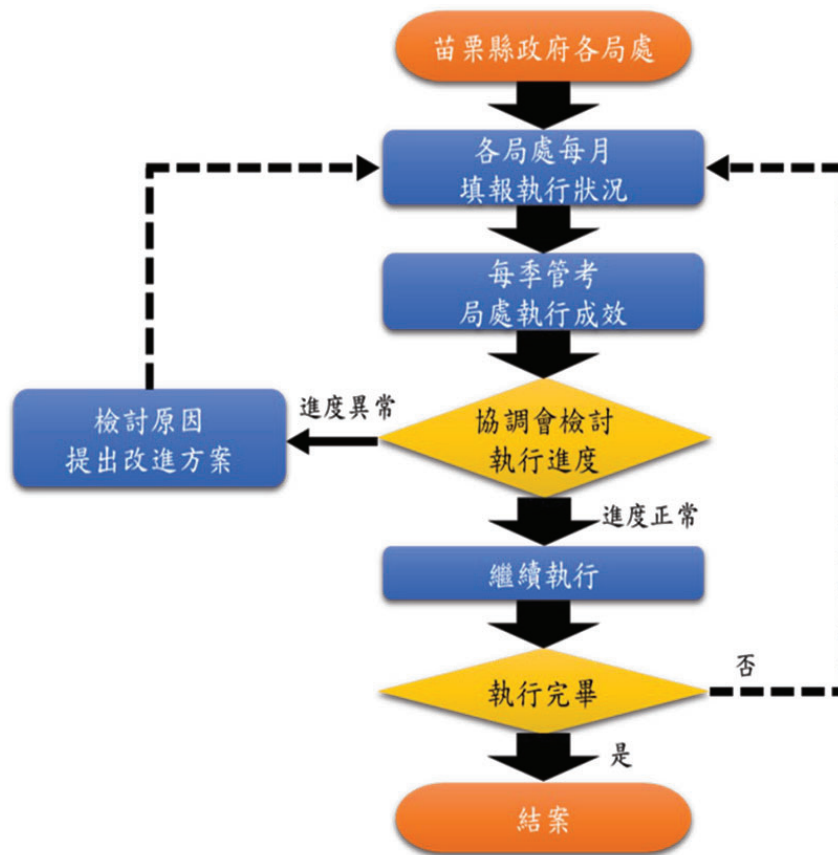 苗栗縣政府各局處
各局處每月
填報執行狀況
每季管考
局處執行成效
協調會檢討
執行進度
進度異常
檢討原因
提出改進方案
進度正常
繼續執行
執行完畢
否
是
結案